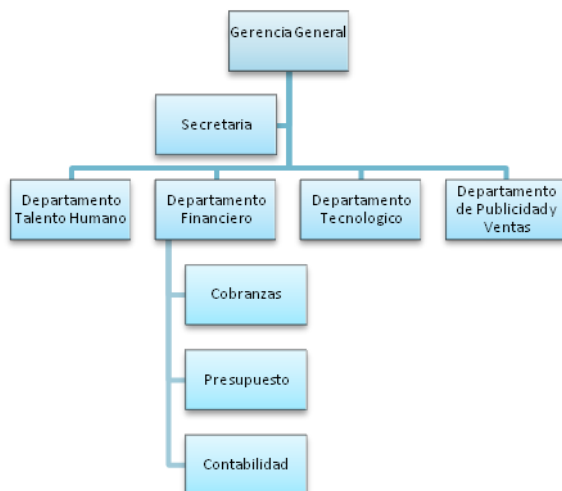 Gerencia General
Secretaria
Departamento
Talento Humano
Departamento
Financiero
Departamento
Tecnologico
Departamento
de Publicidad y
Ventas
Cobranzas
Presupuesto
Contabilidad